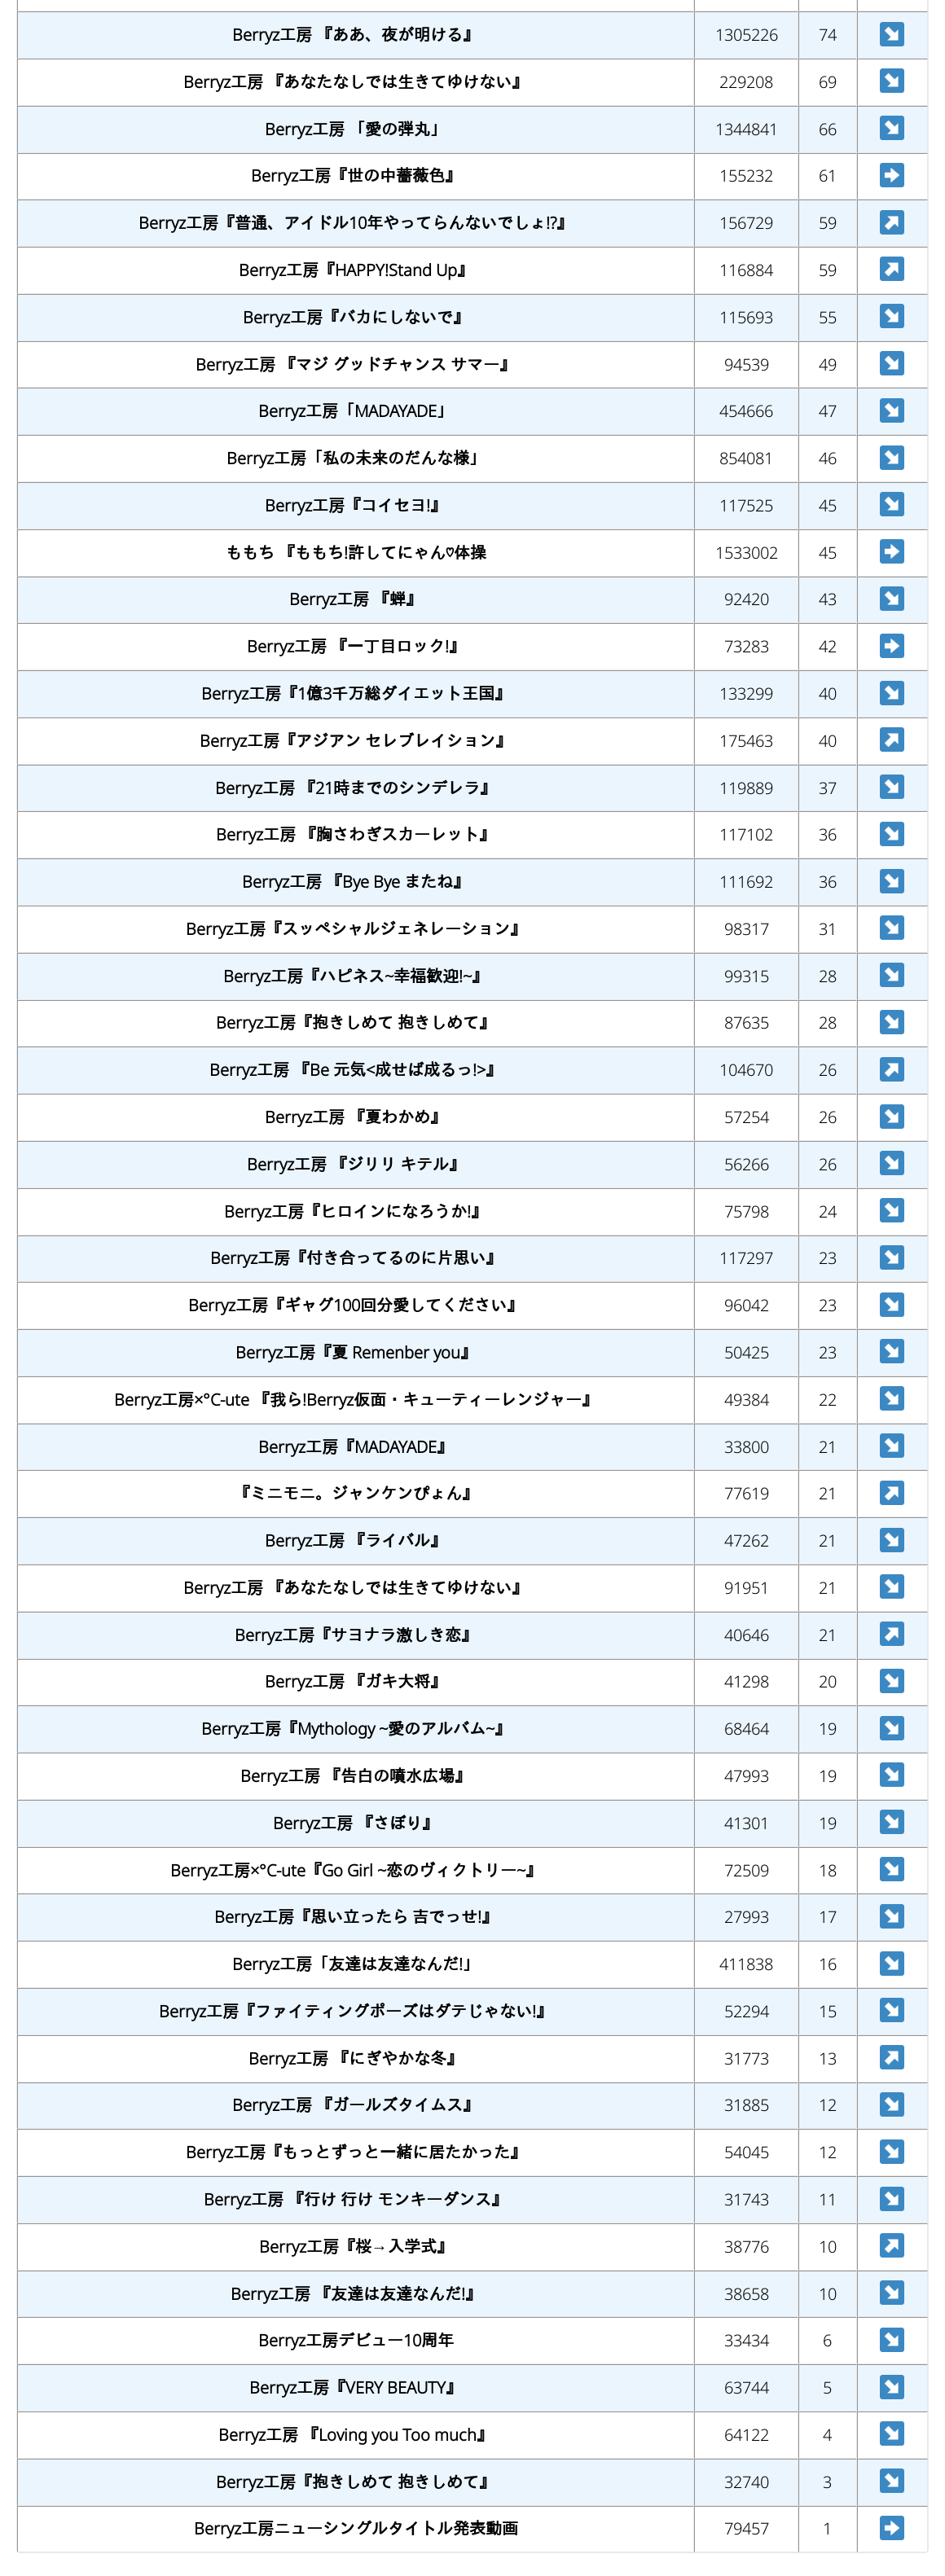 Berryz工房 『ああ、夜が明ける』 1305226 74 ↘
Berryz工房 『あなたなしでは生きてゆけない』 229208 69 ↘
Berryz工房 「愛の弾丸」 1344841 66 ↘
Berryz工房『世の中薔薇色』 155232 61 ➡
Berryz工房『普通、アイドル10年やってらんないでしょ!?』 156729 59 ↗
Berryz工房『HAPPY!Stand Up』 116884 59 ↗
Berryz工房『バカにしないで』 115693 55 ↘
Berryz工房 『マジ グッドチャンス サマー』 94539 49 ↘
Berryz工房「MADAYADE」 454666 47 ↘
Berryz工房「私の未来のだんな様」 854081 46 ↘
Berryz工房『コイセヨ!』 117525 45 ↘
ももち 『ももち!許してにゃん♡体操 1533002 45 ➡
Berryz工房 『蝉』 92420 43 ↘
Berryz工房 『一丁目ロック!』 73283 42 ➡
Berryz工房『1億3千万総ダイエット王国』 133299 40 ↘
Berryz工房『アジアン セレブレイション』 175463 40 ↗
Berryz工房 『21時までのシンデレラ』 119889 37 ↘
Berryz工房 『胸さわぎスカーレット』 117102 36 ↘
Berryz工房 『Bye Bye またね』 111692 36 ↘
Berryz工房『スッペシャルジェネレーション』 98317 31 ↘
Berryz工房『ハピネス~幸福歓迎!~』 99315 28 ↘
Berryz工房『抱きしめて 抱きしめて』 87635 28 ↘
Berryz工房 『Be 元気<成せば成るっ!>』 104670 26 ↗
Berryz工房 『夏わかめ』 57254 26 ↘
Berryz工房 『ジリリ キテル』 56266 26 ↘
Berryz工房『ヒロインになろうか!』 75798 24 ↘
Berryz工房『付き合ってるのに片思い』 117297 23 ↘
Berryz工房『ギャグ100回分愛してください』 96042 23 ↘
Berryz工房『夏 Remenber you』 50425 23 ↘
Berryz工房×°C-ute 『我ら!Berryz仮面・キューティーレンジャー』 49384 22 ↘
Berryz工房『MADAYADE』 33800 21 ↘
『ミニモニ。ジャンケンぴょん』 77619 21 ↗
Berryz工房 『ライバル』 47262 21 ↘
Berryz工房 『あなたなしでは生きてゆけない』 91951 21 ↘
Berryz工房『サヨナラ激しき恋』 40646 21 ↗
Berryz工房 『ガキ大将』 41298 20 ↘
Berryz工房『Mythology ~愛のアルバム~』 68464 19 ↘
Berryz工房 『告白の噴水広場』 47993 19 ↘
Berryz工房 『さぼり』 41301 19 ↘
Berryz工房×°C-ute『Go Girl ~恋のヴィクトリー~』 72509 18 ↘
Berryz工房『思い立ったら 吉でっせ!』 27993 17 ↘
Berryz工房「友達は友達なんだ!」 411838 16 ↘
Berryz工房『ファイティングポーズはダテじゃない!』 52294 15 ↘
Berryz工房 『にぎやかな冬』 31773 13 ↗
Berryz工房 『ガールズタイムス』 31885 12 ↘
Berryz工房『もっとずっと一緒に居たかった』 54045 12 ↘
Berryz工房 『行け 行け モンキーダンス』 31743 11 ↘
Berryz工房『桜→入学式』 38776 10 ↗
Berryz工房 『友達は友達なんだ!』 38658 10 ↘
Berryz工房デビュー10周年 33434 6 ↘
Berryz工房『VERY BEAUTY』 63744 5 ↘
Berryz工房 『Loving you Too much』 64122 4 ↘
Berryz工房『抱きしめて 抱きしめて』 32740 3 ↘
Berryz工房ニューシングルタイトル発表動画 79457 1 ➡